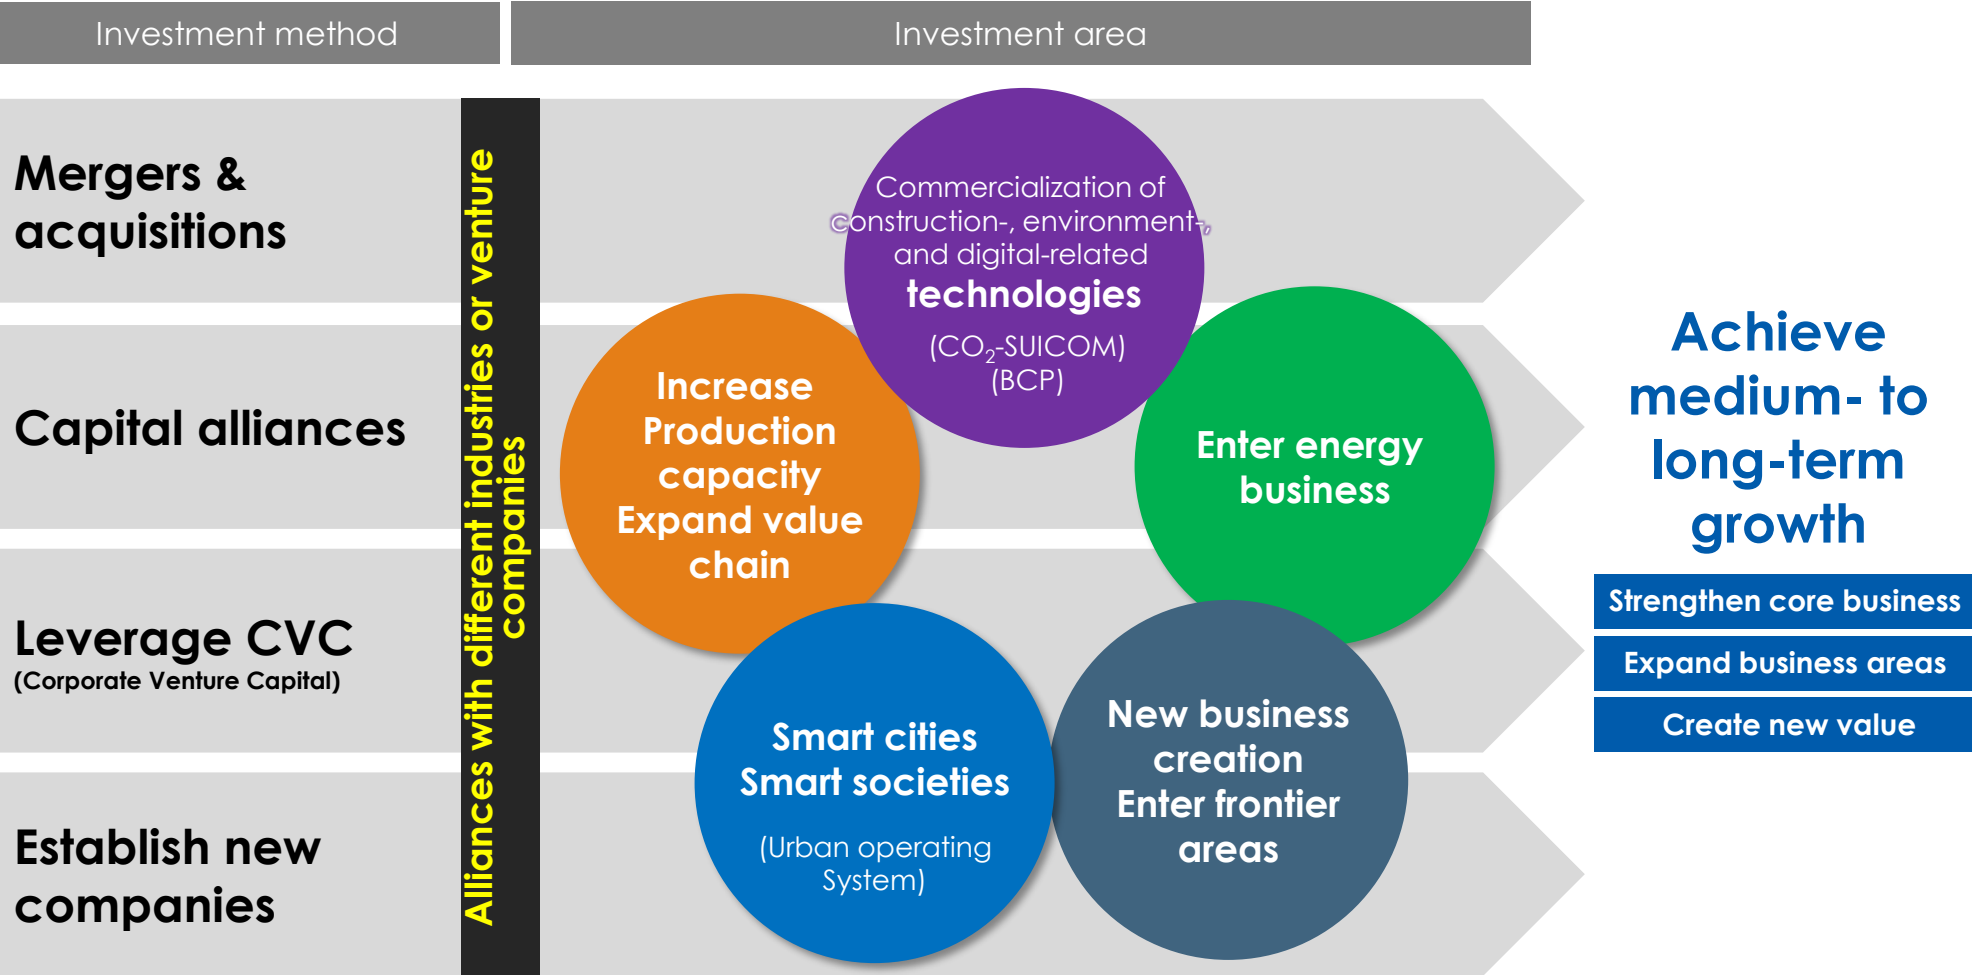 Investment method
Investment area
Mergers &
acquisitions
Capital alliances
Leverage CVC
(Corporate Venture Capital)
Establish new
companies
Alliances with different industries or venture
companies
Commercialization of
construction-, environment-,
and digital-related
technologies
(CO₂-SUICOM)
(BCP)
Increase
Production
capacity
Expand value
chain
Enter energy
business
Smart cities
Smart societies
(Urban operating
System)
New business
creation
Enter frontier
areas
Achieve
medium- to
long-term
growth
Strengthen core business
Expand business areas
Create new value